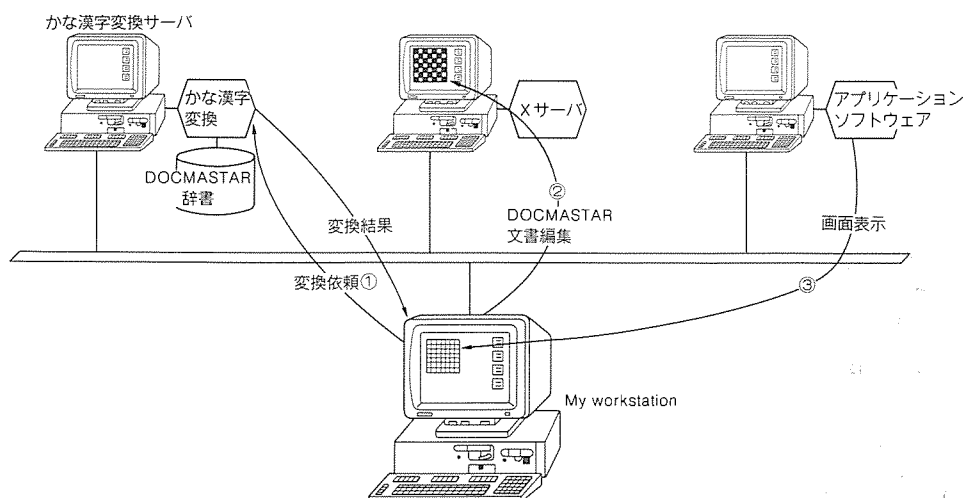 かな漢字変換サーバ
かな漢字
変換
DOCMASTAR
辞書
Xサーバ
アプリケーション
ソフトウェア
変換結果
②
DOCMASTAR
文書編集
画面表示
変換依頼①
③
My workstation